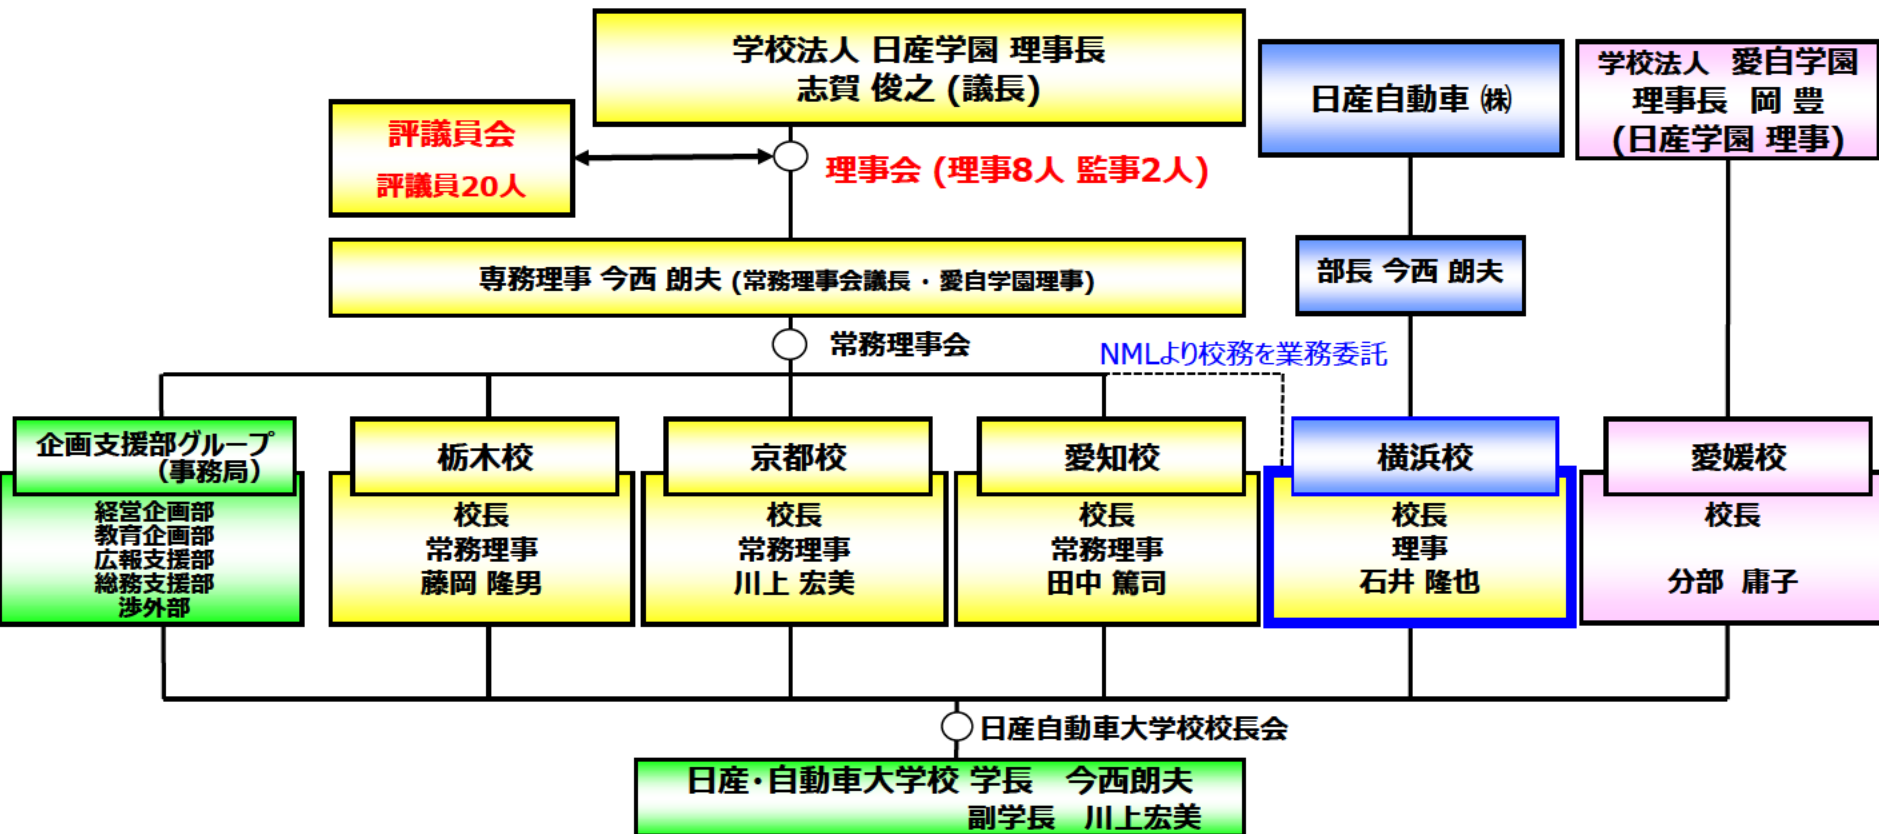 学校法人 日産学園 理事長
志賀 俊之 (議長)
日産自動車 ㈱
学校法人 愛自学園
理事長 岡 豊
(日産学園 理事)
評議員会
評議員20人
理事会 (理事8人 監事2人)
専務理事 今西 朗夫 (常務理事会議長・愛自学園理事)
部長 今西 朗夫
常務理事会
NMLより校務を業務委託
企画支援部グループ
(事務局)
経営企画部
教育企画部
広報支援部
総務支援部
渉外部
栃木校
校長
常務理事
藤岡 隆男
京都校
校長
常務理事
川上 宏美
愛知校
校長
常務理事
田中 篤司
横浜校
校長
理事
石井 隆也
愛媛校
校長
分部 庸子
日産自動車大学校校長会
日産・自動車大学校 学長 今西朗夫
副学長 川上宏美